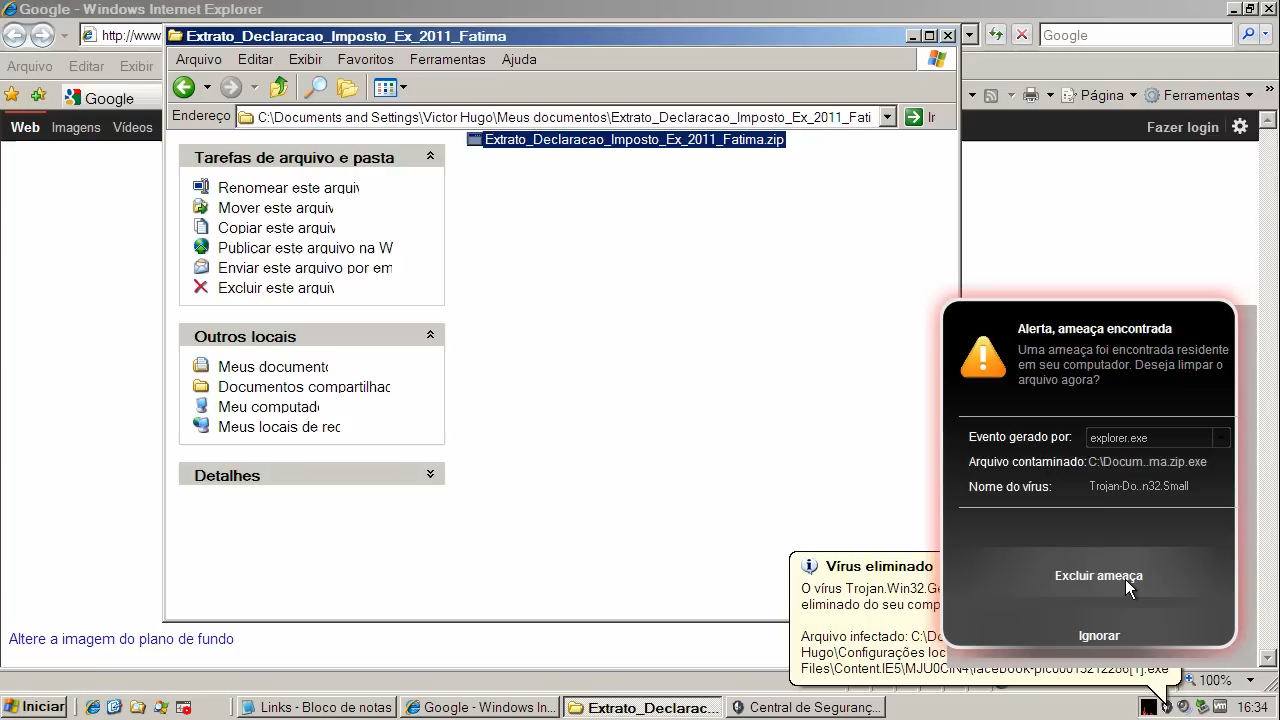 Google - Windows Internet Explorer
http://www
Google
Arquivo Editar Exibir
Google
Página
Ferramentas
Web Imagens Vídeos
Fazer login
Extrato_Declaracao_Imposto_Ex_2011_Fatima
Arquivo Editar Exibir Favoritos Ferramentas Ajuda
Endereço
C:\Documents and Settings\Victor Hugo\Meus documentos\Extrato_Declaracao_Imposto_Ex_2011_Fati
Ir
Tarefas de arquivo e pasta
Renomear este arquiv
Mover este arquiv
Copiar este arquiv
Publicar este arquivo na W
Enviar este arquivo por em
Excluir este arquiv
Outros locais
Meus documento
Documentos compartilhac
Meu computad
Meus locais de rec
Detalhes
Extrato_Declaracao_Imposto_Ex_2011_Fatima.zip
Alerta, ameaça encontrada
Uma ameaça foi encontrada residente
em seu computador. Deseja limpar o
arquivo agora?
Evento gerado por: explorer.exe
Arquivo contaminado: C:\Docum..ma.zip.exe
Nome do vírus: Trojan-Do..n32.Small
Excluir ameaça
Ignorar
Vírus eliminado
O vírus Trojan.Win32.Ge
eliminado do seu comp
Arquivo infectado: C:\Do
Hugo\Configurações loc
Files\Content.IE5\
Altere a imagem do plano de fundo
100%
Iniciar
Links - Bloco de notas
Google - Windows Int...
Extrato_Declarac...
Central de Seguranç...
16:34